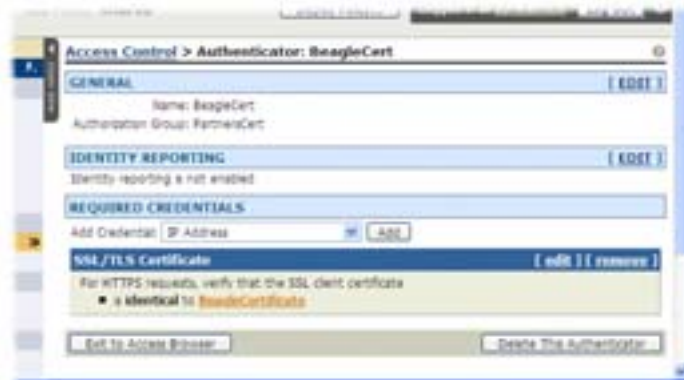 Access Control > Authenticator: BeagleCert
GENERAL [ EDIT ]
Name: BeagleCert
Authorization Group: PartnersCert
IDENTITY REPORTING [ EDIT ]
Identity reporting is not enabled
REQUIRED CREDENTIALS
Add Credential: IP Address Add
SSL/TLS Certificate [ edit ] [ remove ]
For HTTPS requests, verify that the SSL client certificate
■ is identical to BeagleCertificate
Exit to Access Browser Delete This Authenticator